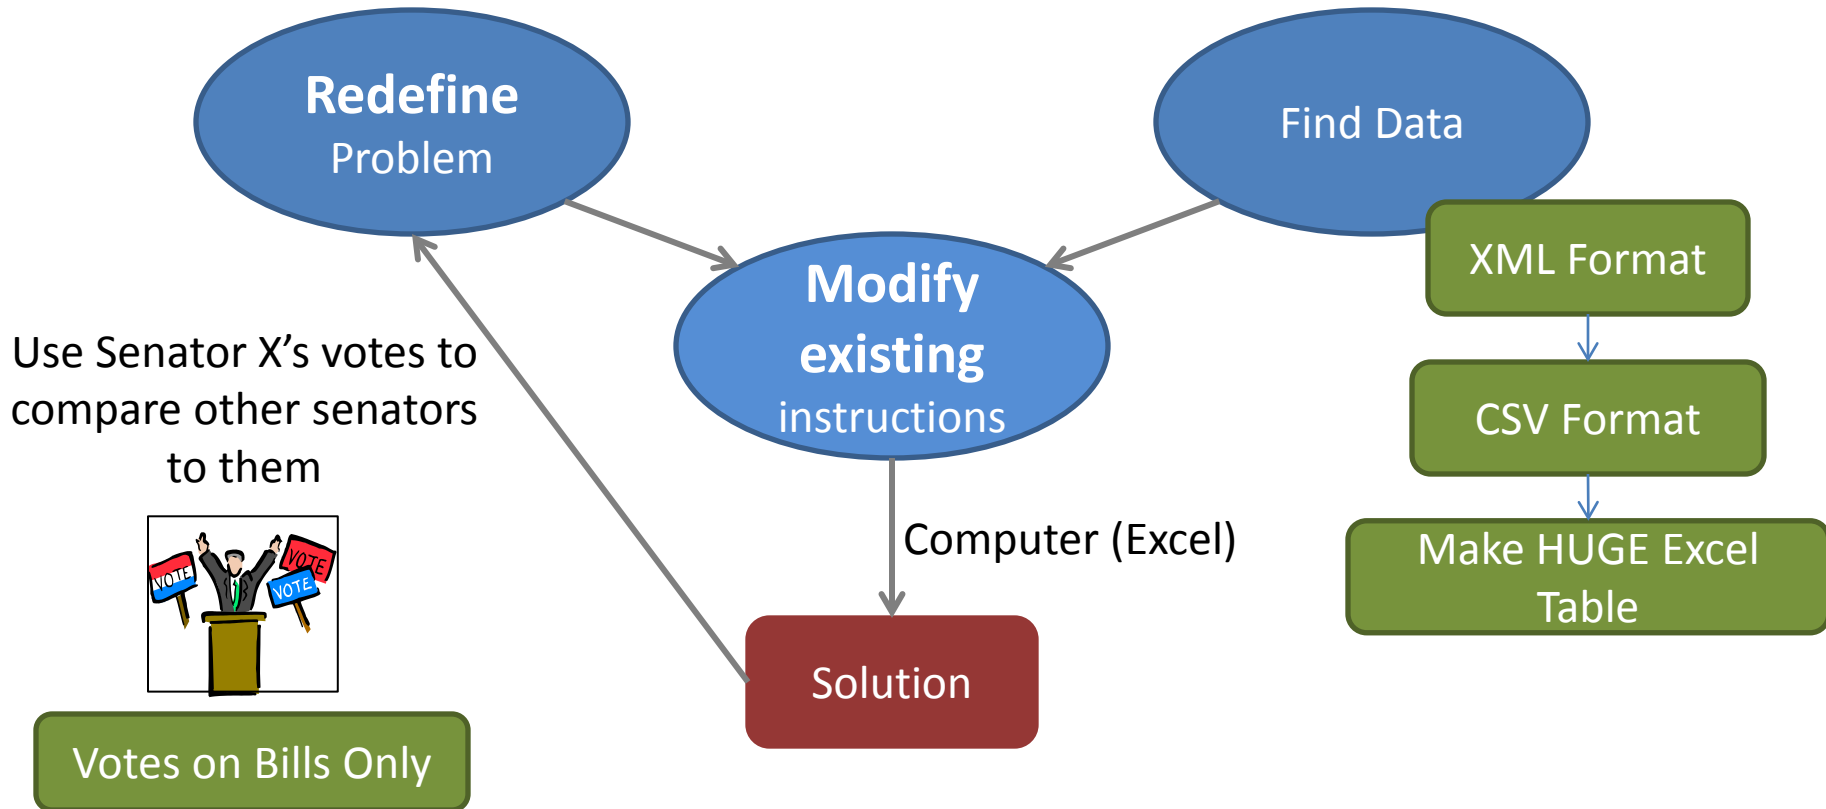 Redefine
Problem
Find Data
XML Format
CSV Format
Make HUGE Excel
Table
Modify
existing
instructions
Computer (Excel)
Solution
Use Senator X’s votes to
compare other senators
to them
VOTE
VOTE
VOTE
Votes on Bills Only